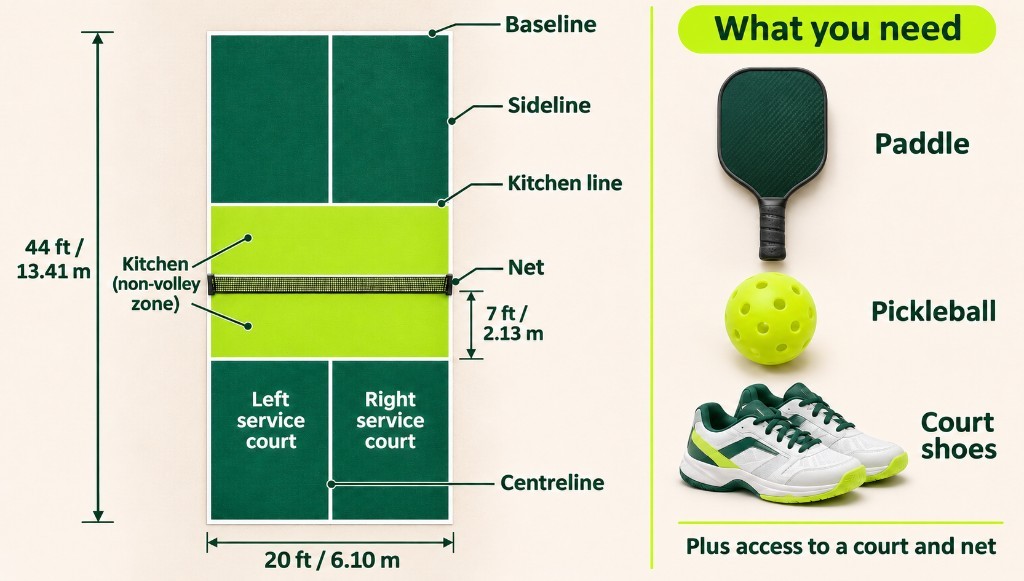 Baseline
Sideline
Kitchen line
44 ft /
13.41 m
Kitchen
(non-volley
zone)
Net
7 ft /
2.13 m
Left
service
court
Right
service
court
Centreline
20 ft / 6.10 m
What you need
Paddle
Pickleball
Court
shoes
Plus access to a court and net